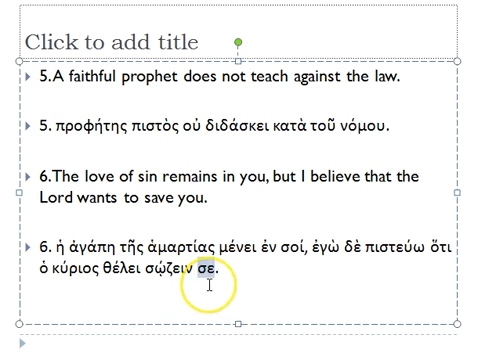 Click to add title
5.A faithful prophet does not teach against the law.
5. προφήτης πιστὸς οὐ διδάσκει κατὰ τοῦ νόμου.
6.The love of sin remains in you, but I believe that the
Lord wants to save you.
6. ἡ ἀγάπη τῆς ἁμαρτίας μένει ἐν σοί, ἐγὼ δὲ πιστεύω ὅτι
ὁ κύριος θέλει σῴζειν σε.